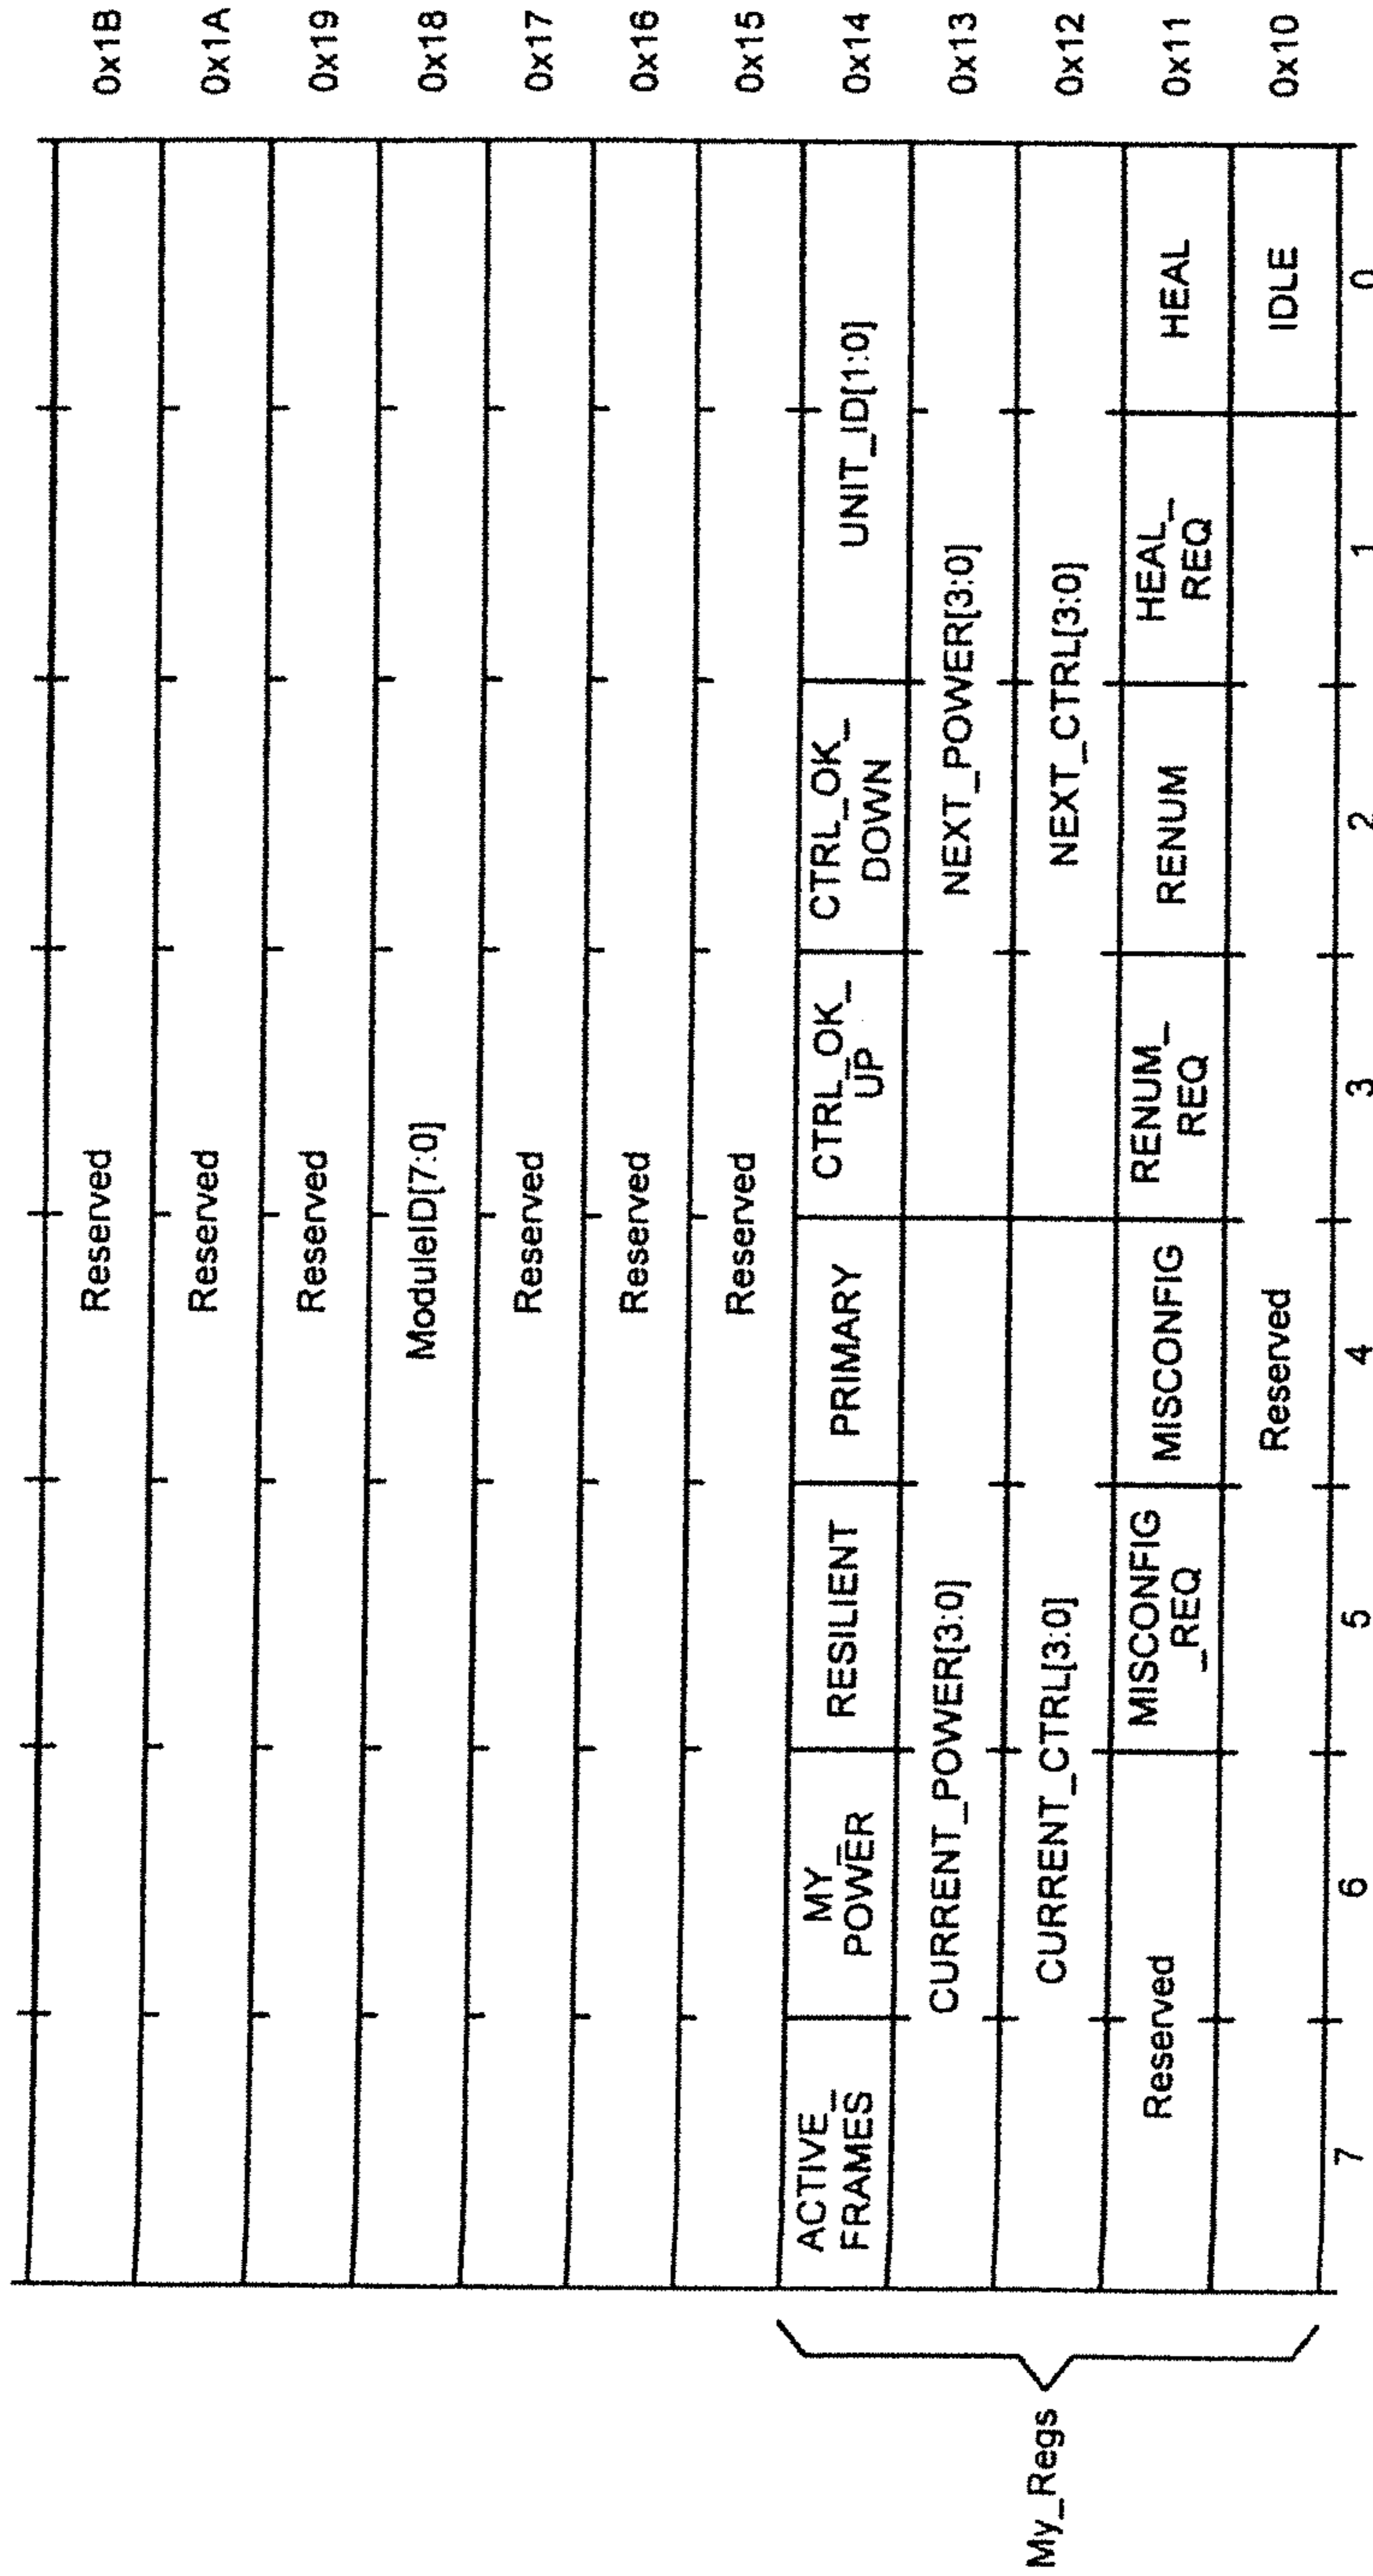 Reserved 0x1B
Reserved 0x1A
Reserved 0x19
ModuleID[7:0] 0x18
Reserved 0x17
Reserved 0x16
Reserved 0x15
ACTIVE_ MY_ RESILIENT PRIMARY CTRL_OK_ CTRL_OK_ UNIT_ID[1:0] 0x14
FRAMES POWER UP DOWN
CURRENT_POWER[3:0] NEXT_POWER[3:0] 0x13
CURRENT_CTRL[3:0] NEXT_CTRL[3:0] 0x12
Reserved MISCONFIG MISCONFIG RENUM_ RENUM HEAL_ HEAL 0x11
_REQ REQ REQ
Reserved IDLE 0x10
7 6 5 4 3 2 1 0
My_Regs